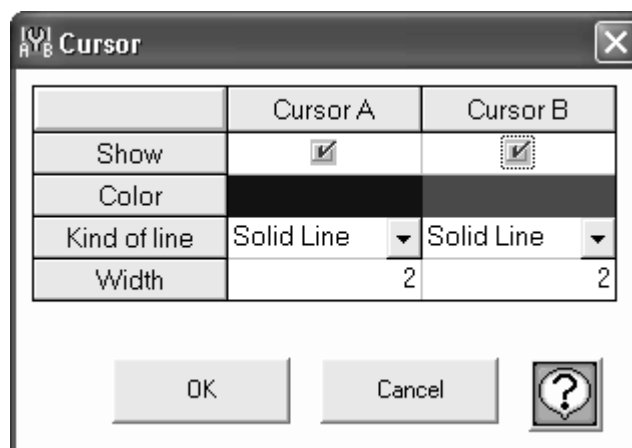 Cursor
Cursor A Cursor B
Show
Color
Kind of line Solid Line Solid Line
Width 2 2
OK Cancel ?